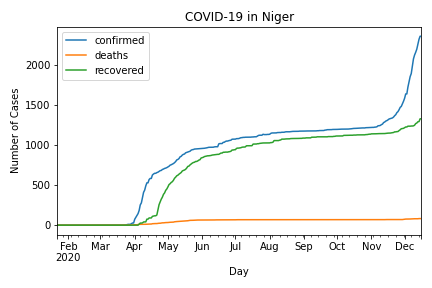 COVID-19 in Niger
confirmed
deaths
recovered
Number of Cases
2000
1500
1000
500
0
Feb Mar Apr May Jun Jul Aug Sep Oct Nov Dec
2020
Day